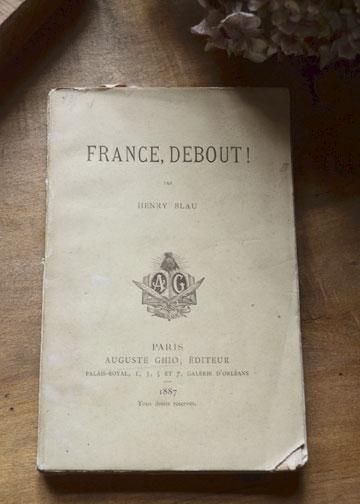 FRANCE, DEBOUT!
PAR
HENRY BLAU
AG
PARIS
AUGUSTE GHIO, ÉDITEUR
PALAIS-ROYAL, 1, 3, 5 ET 7, GALERIE D'ORLÉANS
1887
Tous droits réservés.